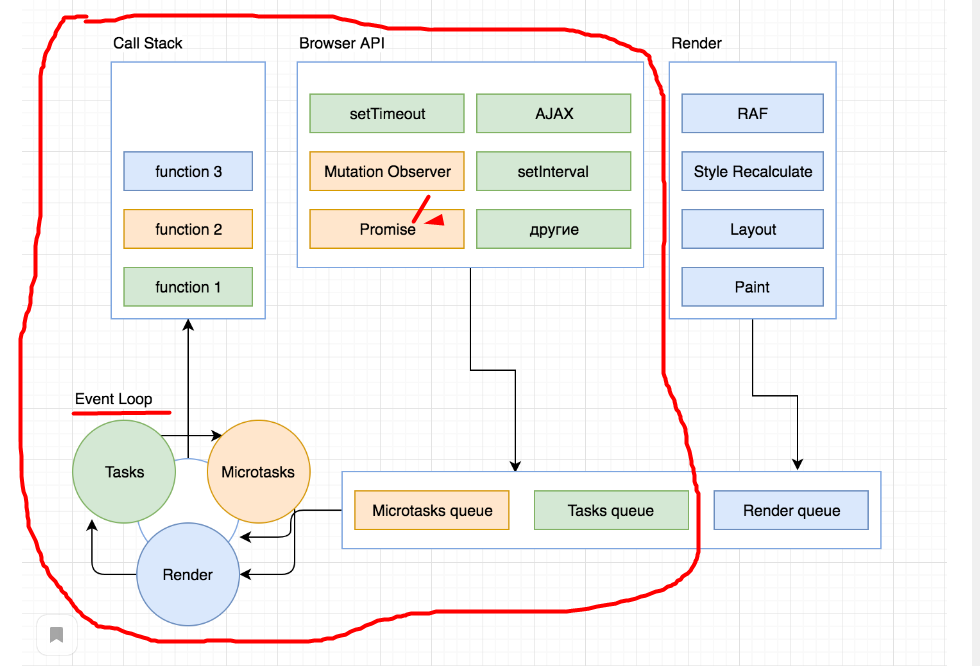 Call Stack
Browser API
Render
function 3
function 2
function 1
setTimeout
AJAX
Mutation Observer
setInterval
Promise
другие
RAF
Style Recalculate
Layout
Paint
Event Loop
Tasks
Microtasks
Render
Microtasks queue
Tasks queue
Render queue